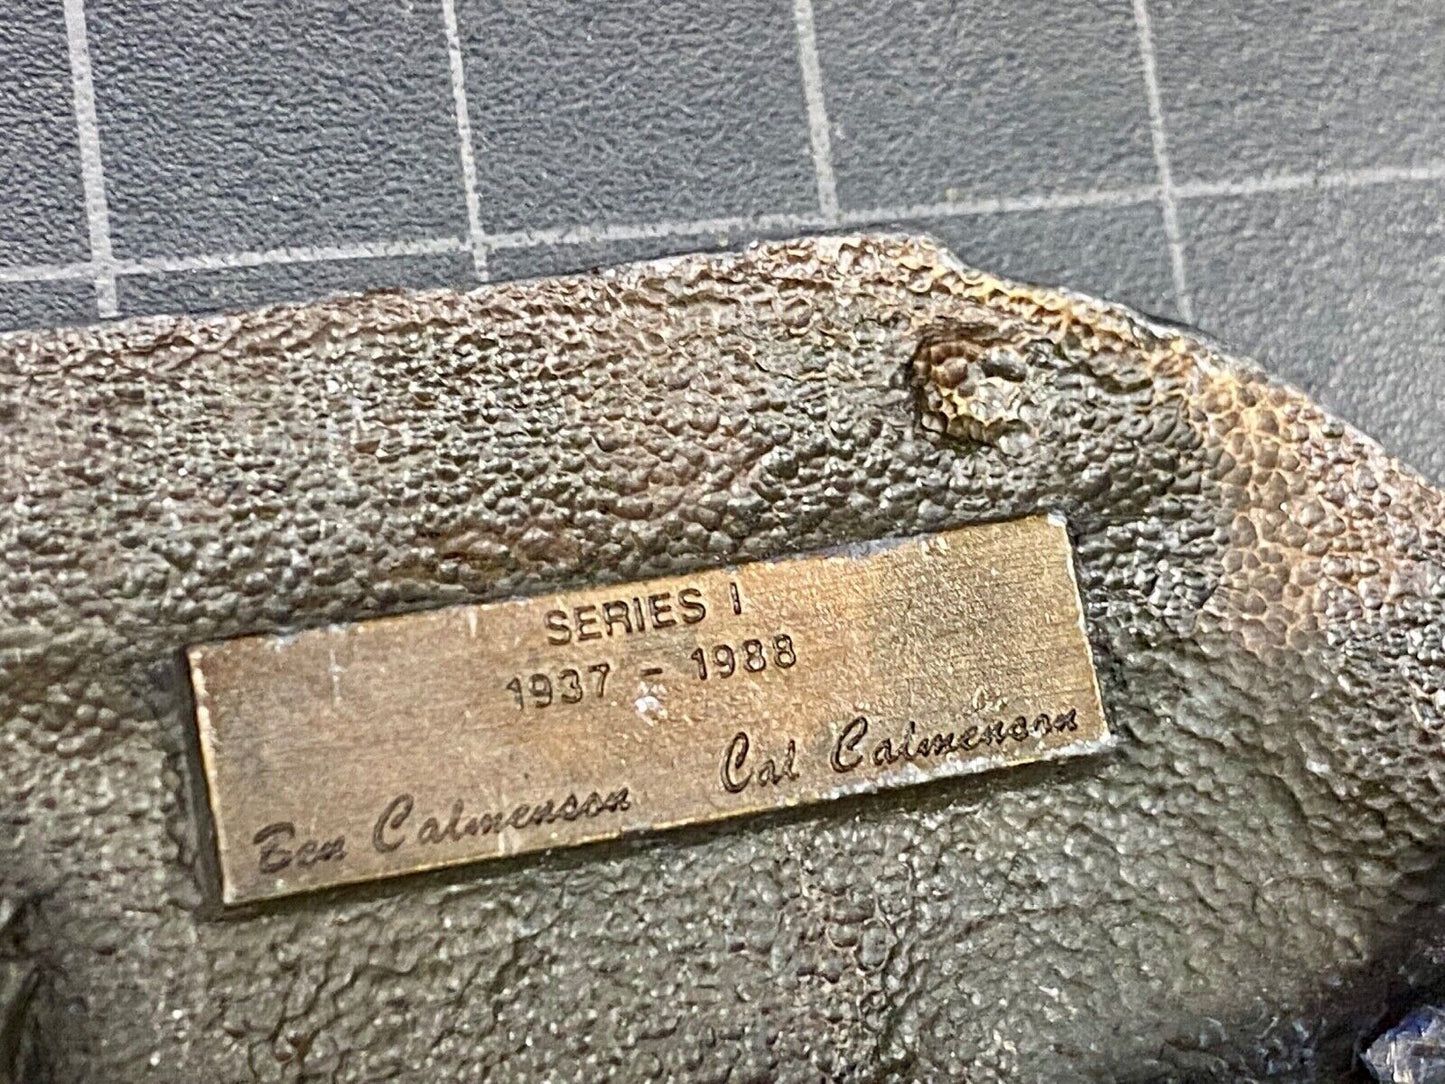 SERIES I
1937 - 1988
Ben Calmenson Cal Calmenson